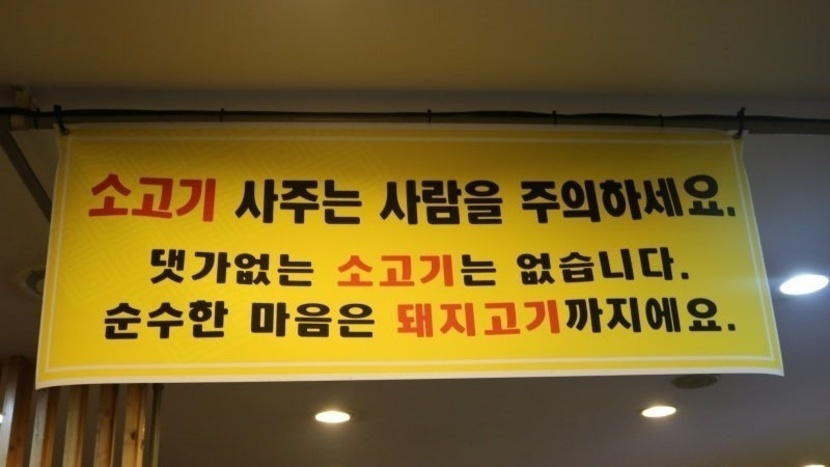 소고기 사주는 사람을 주의하세요.
댓가없는 소고기는 없습니다.
순수한 마음은 돼지고기까지에요.